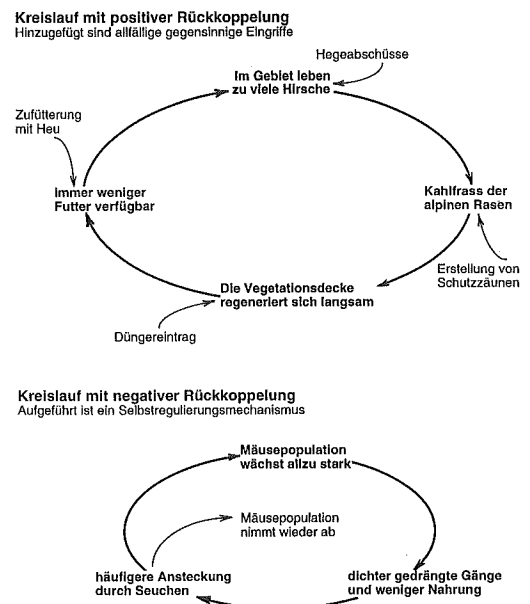 Kreislauf mit positiver Rückkoppelung
Hinzugefügt sind allfällige gegensinnige Eingriffe
Hegeabschüsse
Im Gebiet leben
zu viele Hirsche
Zufütterung
mit Heu
Immer weniger
Futter verfügbar
Kahlfrass der
alpinen Rasen
Erstellung von
Schutzzäunen
Die Vegetationsdecke
regeneriert sich langsam
Düngereintrag
Kreislauf mit negativer Rückkoppelung
Aufgeführt ist ein Selbstregulierungsmechanismus
Mäusepopulation
wächst allzu stark
Mäusepopulation
nimmt wieder ab
häufigere Ansteckung
durch Seuchen
dichter gedrängte Gänge
und weniger Nahrung